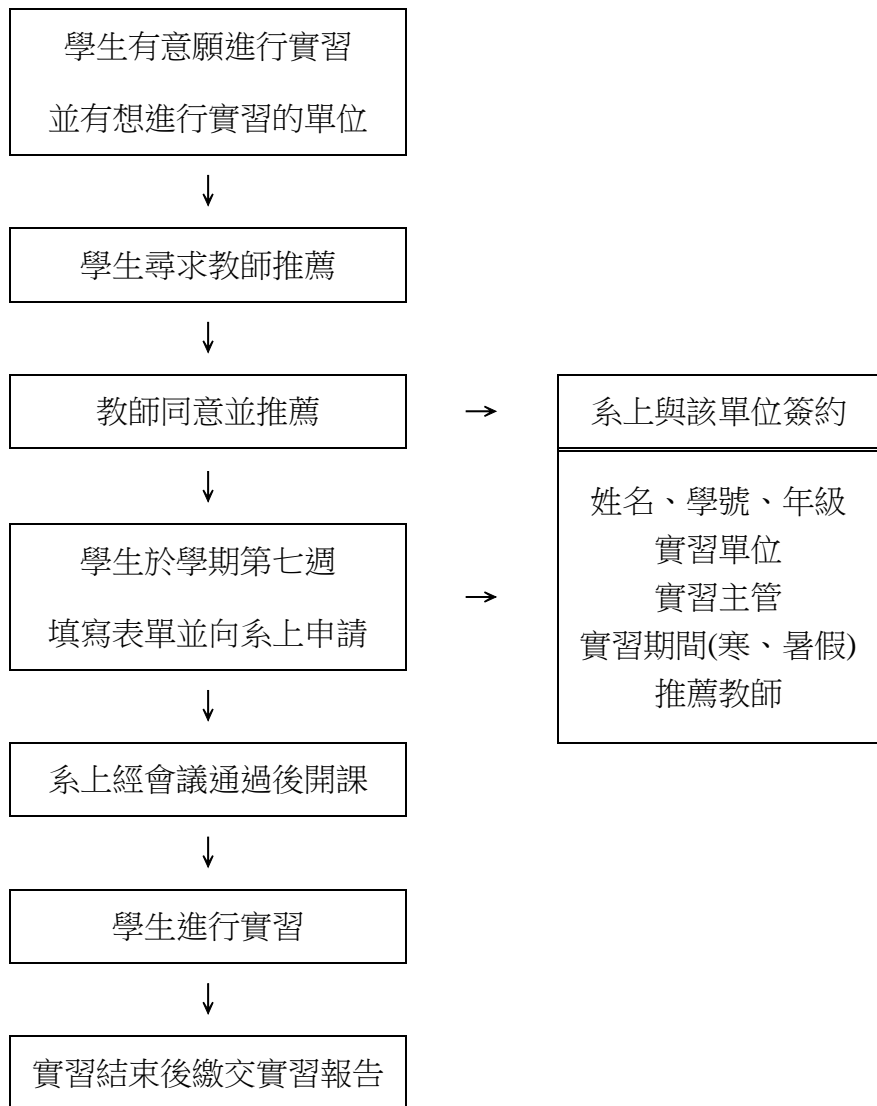 學生有意願進行實習
並有想進行實習的單位
↓
學生尋求教師推薦
↓
教師同意並推薦
→
系上與該單位簽約
↓
學生於學期第七週
填寫表單並向系上申請
→
姓名、學號、年級
實習單位
實習主管
實習期間(寒、暑假)
推薦教師
↓
系上經會議通過後開課
↓
學生進行實習
↓
實習結束後繳交實習報告